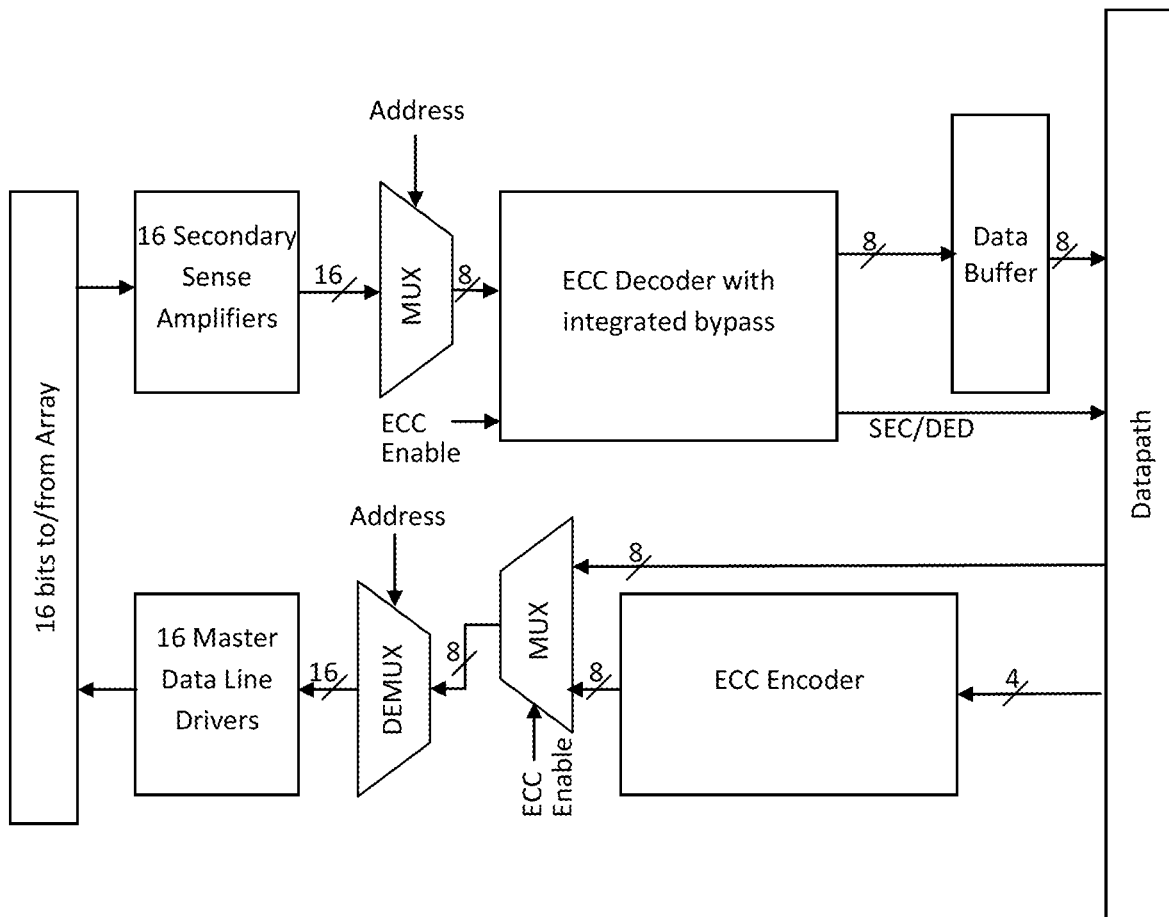 Address
16 Secondary
Sense
Amplifiers
16
MUX
8
ECC Decoder with
integrated bypass
8
Data
Buffer
8
ECC
Enable
SEC/DED
16 bits to/from Array
Datapath
Address
16 Master
Data Line
Drivers
16
DEMUX
8
MUX
8
8
ECC Encoder
4
ECC
Enable